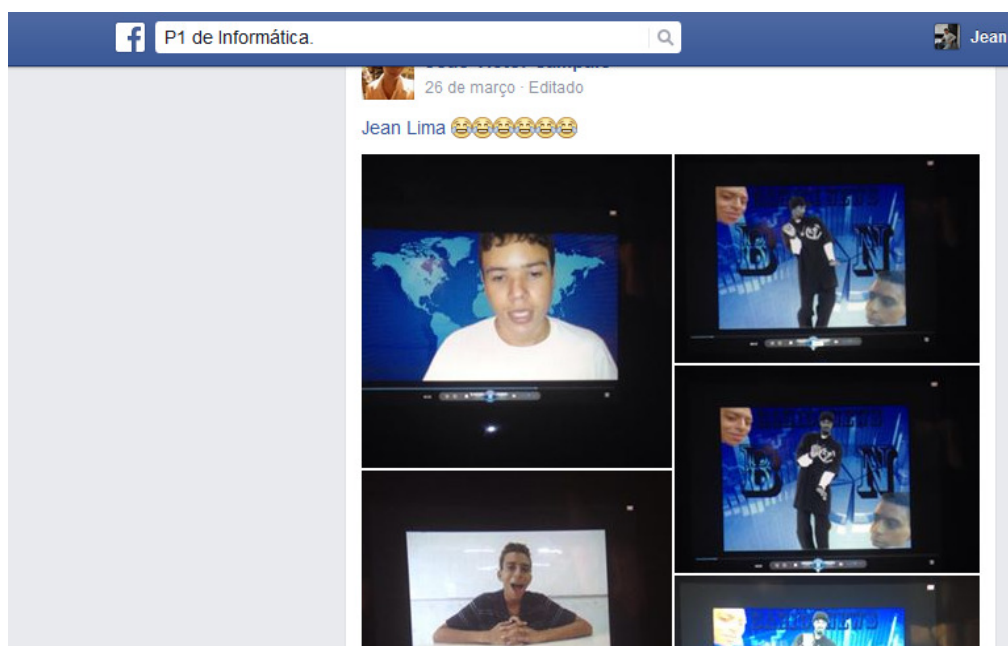 f
P1 de Informática.
Jean
26 de março · Editado
Jean Lima
B N
B N